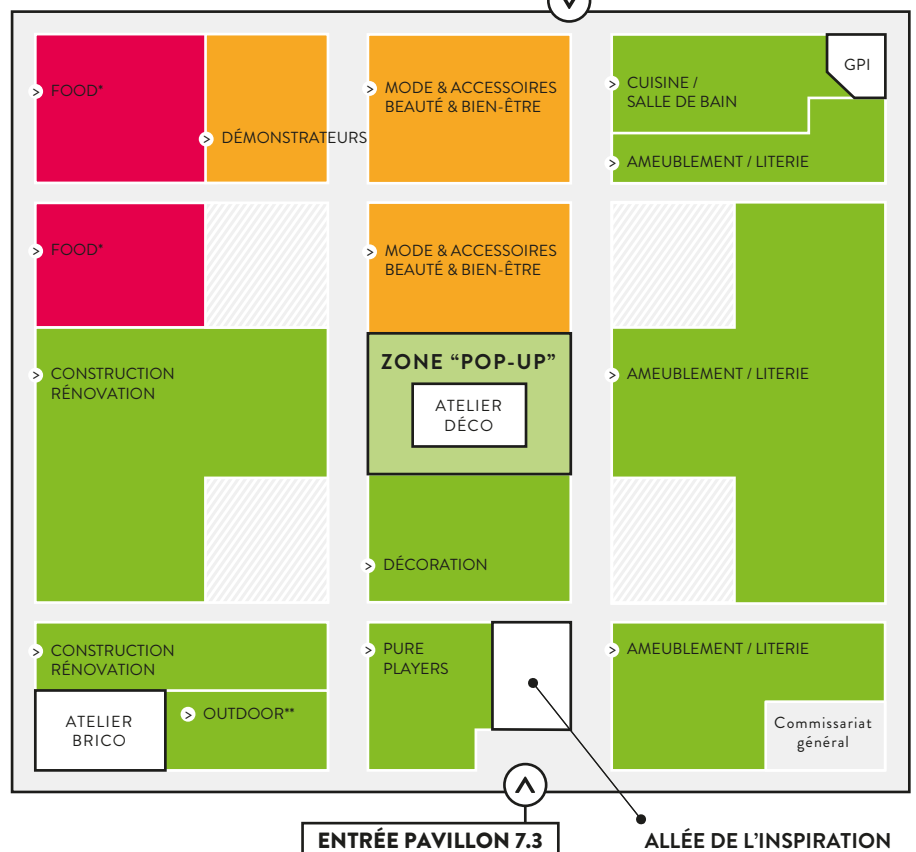 FOOD*
DÉMONSTRATEURS
MODE & ACCESSOIRES
BEAUTÉ & BIEN-ÊTRE
CUISINE /
SALLE DE BAIN
GPI
AMEUBLEMENT / LITERIE
FOOD*
MODE & ACCESSOIRES
BEAUTÉ & BIEN-ÊTRE
CONSTRUCTION
RÉNOVATION
ZONE “POP-UP”
ATELIER
DÉCO
AMEUBLEMENT / LITERIE
DÉCORATION
CONSTRUCTION
RÉNOVATION
ATELIER
BRICO
OUTDOOR**
PURE
PLAYERS
AMEUBLEMENT / LITERIE
Commissariat
général
ENTRÉE PAVILLON 7.3
ALLÉE DE L’INSPIRATION